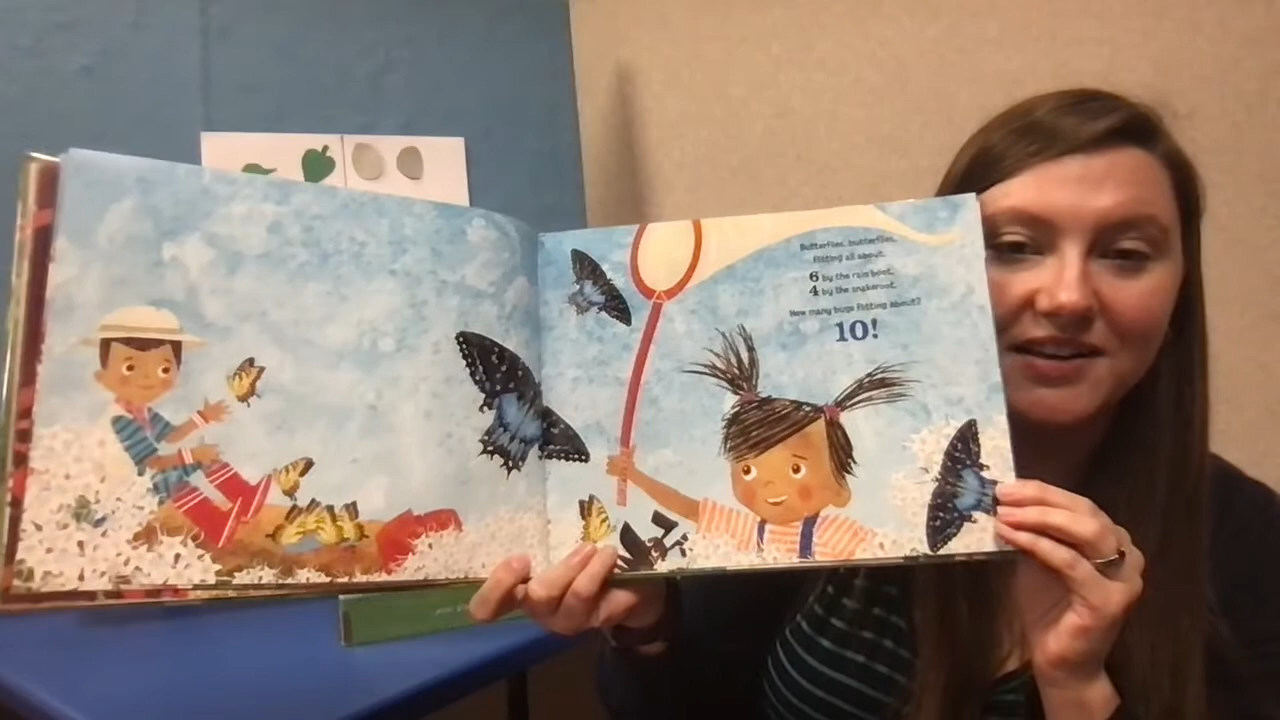 Butterflies, butterflies,
flitting all about.
6 by the rain boot,
4 by the snakeroot.
How many bugs flitting about?
10!